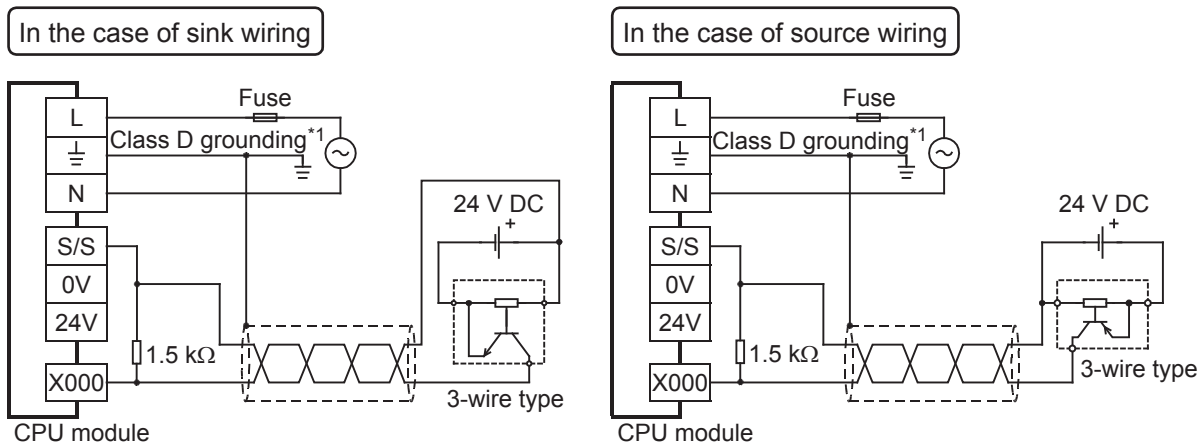 In the case of sink wiring
L
Fuse
Class D grounding*1
N
24 V DC
+
S/S
0V
24V
1.5 kΩ
X000
3-wire type
CPU module
In the case of source wiring
L
Fuse
Class D grounding*1
N
24 V DC
+
S/S
0V
24V
1.5 kΩ
X000
3-wire type
CPU module